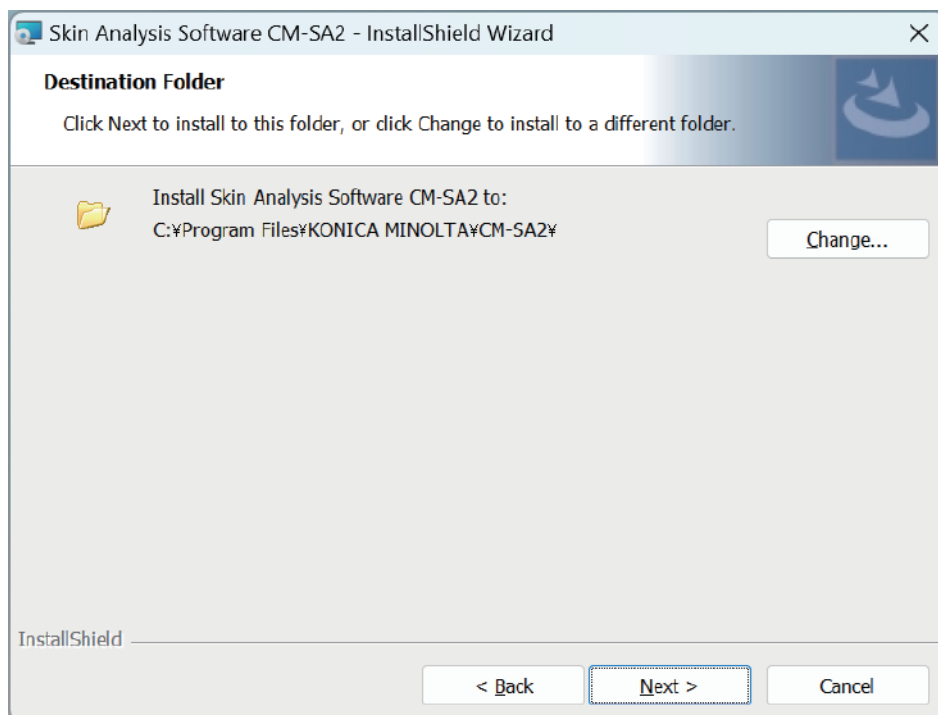 Skin Analysis Software CM-SA2 - InstallShield Wizard
Destination Folder
Click Next to install to this folder, or click Change to install to a different folder.
Install Skin Analysis Software CM-SA2 to:
C:¥Program Files¥KONICA MINOLTA¥CM-SA2¥
Change...
InstallShield
< Back
Next >
Cancel